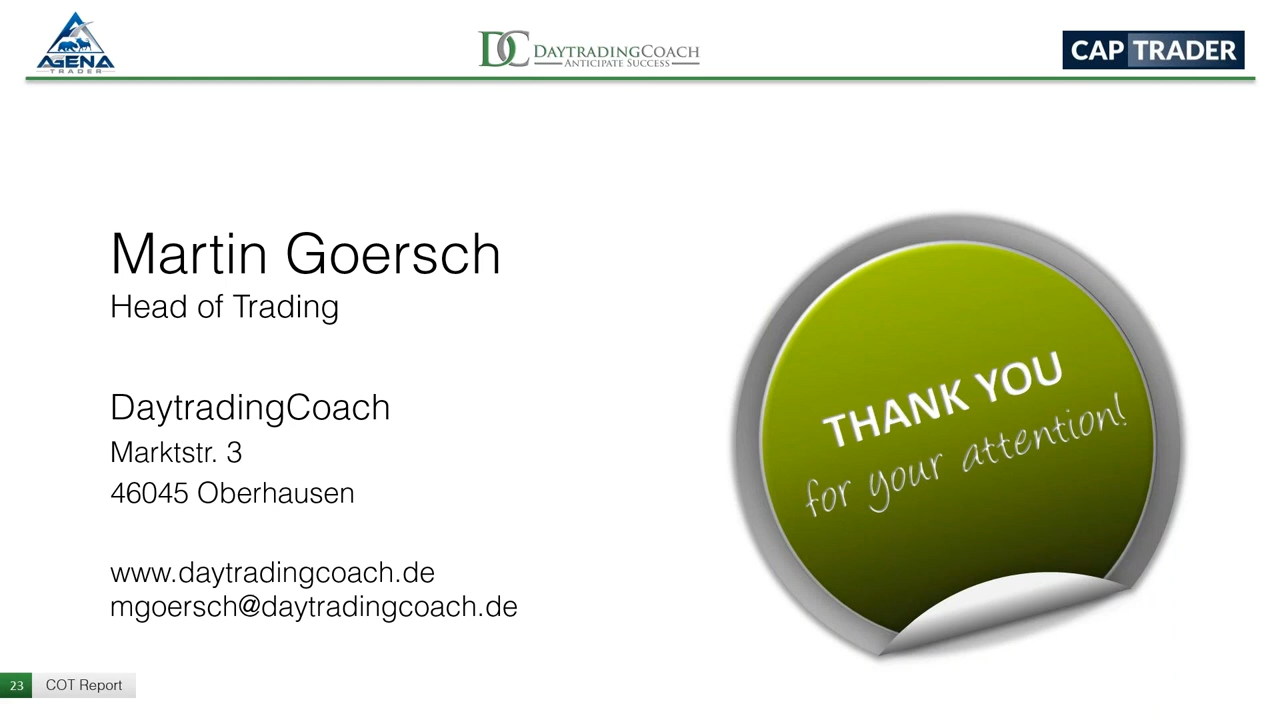 AGENA
TRADER
DC DAYTRADINGCOACH
ANTICIPATE SUCCESS
CAP TRADER
Martin Goersch
Head of Trading
DaytradingCoach
Marktstr. 3
46045 Oberhausen
www.daytradingcoach.de
mgoersch@daytradingcoach.de
THANK YOU
for your attention!
23 COT Report